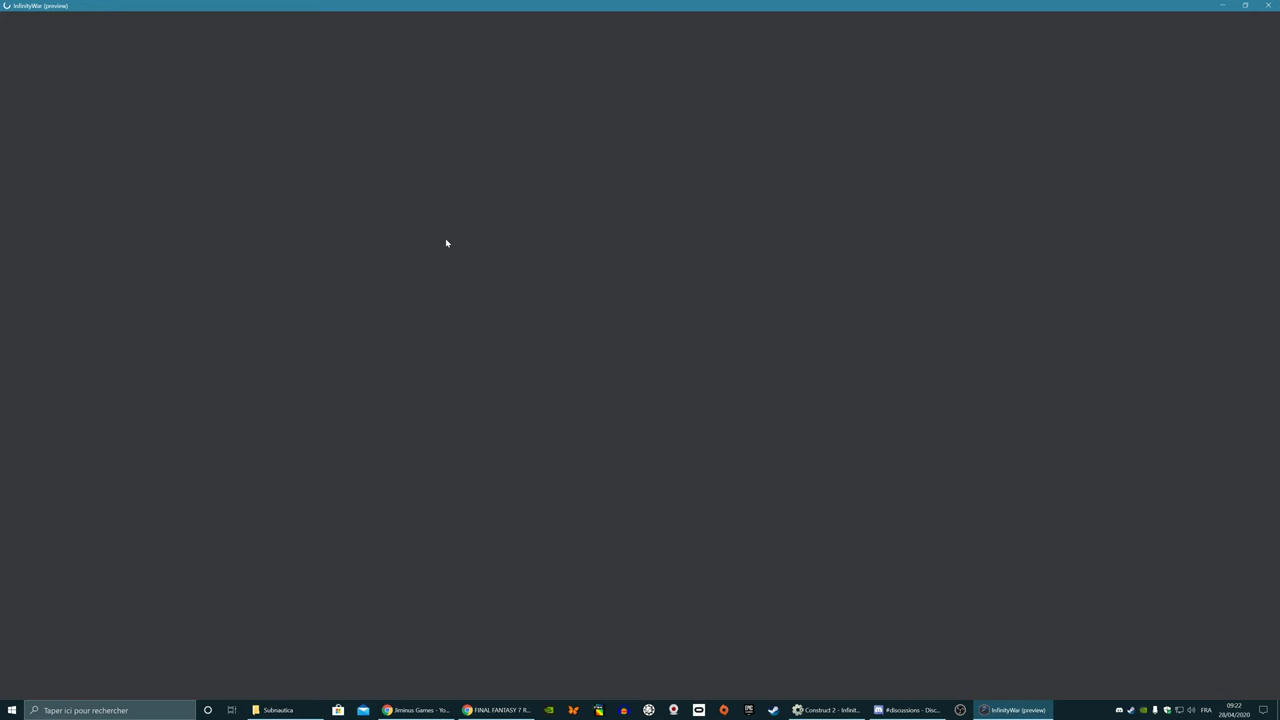 InfinityWar (preview)
Taper ici pour rechercher
Subnautica
Jiminus Games - Yo...
FINAL FANTASY 7 R...
Construct 2 - Infinit...
#discussions - Disc...
InfinityWar (preview)
FRA
09:22
28/04/2020